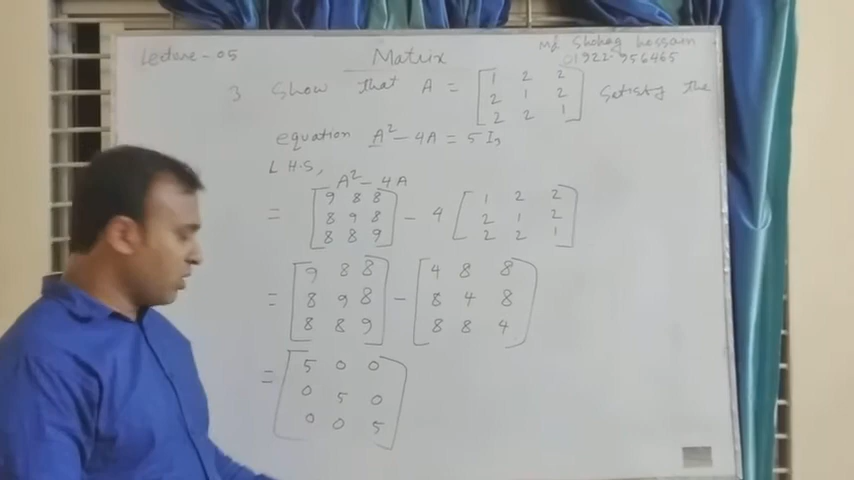 Lecture - 05
Matrix
Md Shohag Hossain
01922-956465
3 Show that A = [1 2 2
2 1 2
2 2 1] Satisfy the
equation A² - 4A = 5I₃
L.H.S,
A² - 4A
= [9 8 8
8 9 8
8 8 9] - 4 [1 2 2
2 1 2
2 2 1]
= [9 8 8
8 9 8
8 8 9] - [4 8 8
8 4 8
8 8 4]
= [5 0 0
0 5 0
0 0 5]